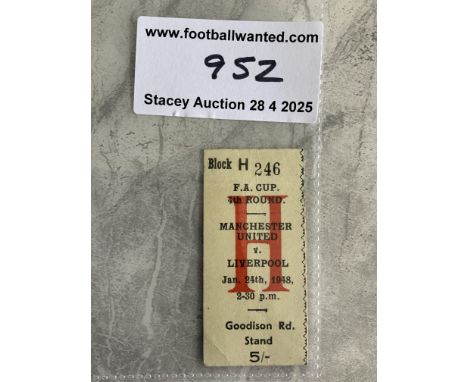 www.footballwanted.com
952
Stacey Auction 28 4 2025
Block H 246
F.A. CUP.
4th ROUND.
H
MANCHESTER
UNITED
v.
LIVERPOOL
Jan. 24th, 1948.
2-30 p.m.
Goodison Rd.
Stand
5/-